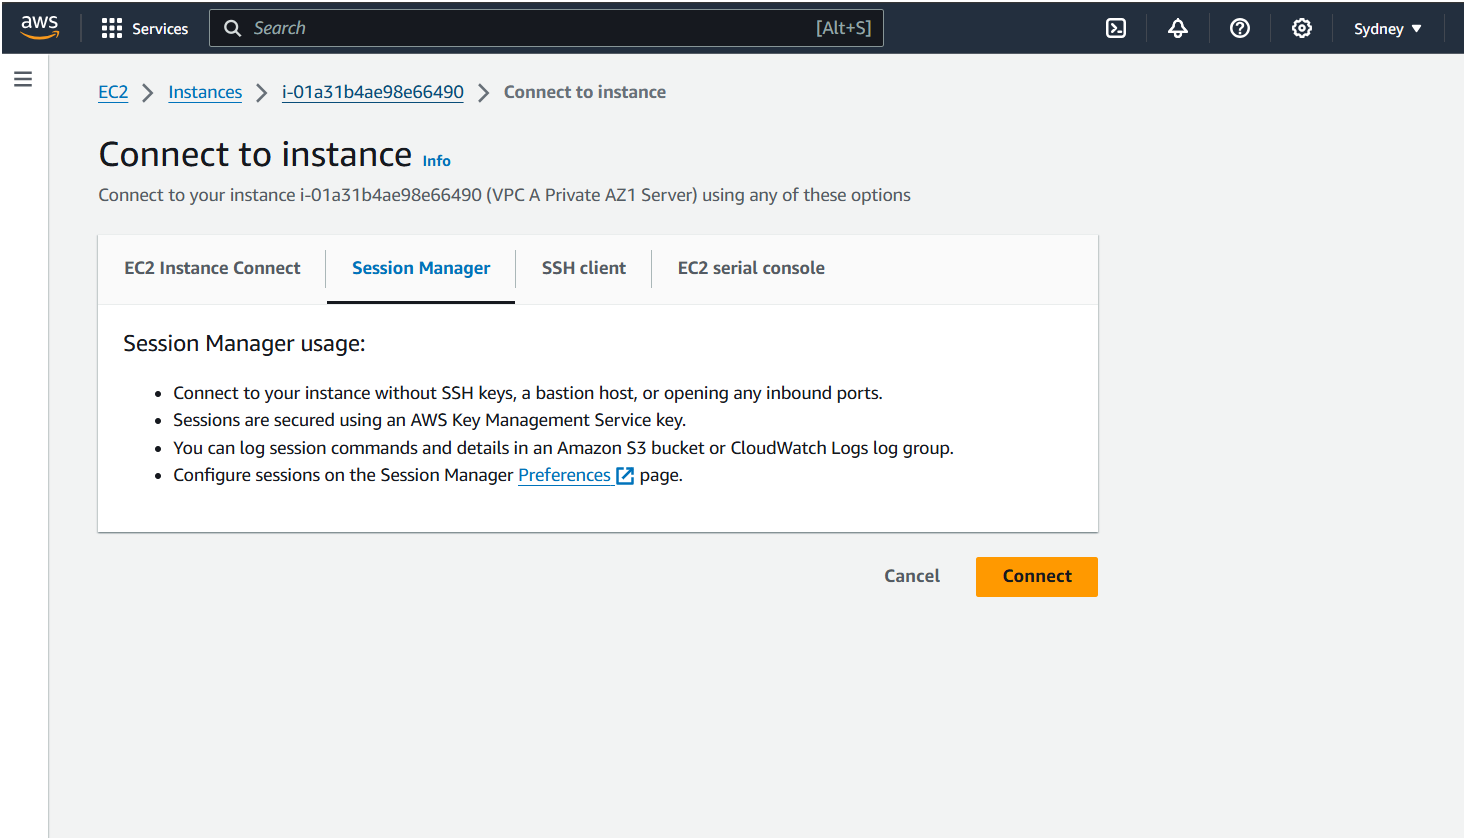 aws Services Search [Alt+S] Sydney
EC2 Instances i-01a31b4ae98e66490 Connect to instance
Connect to instance Info
Connect to your instance i-01a31b4ae98e66490 (VPC A Private AZ1 Server) using any of these options
EC2 Instance Connect Session Manager SSH client EC2 serial console
Session Manager usage:
• Connect to your instance without SSH keys, a bastion host, or opening any inbound ports.
• Sessions are secured using an AWS Key Management Service key.
• You can log session commands and details in an Amazon S3 bucket or CloudWatch Logs log group.
• Configure sessions on the Session Manager Preferences page.
Cancel Connect